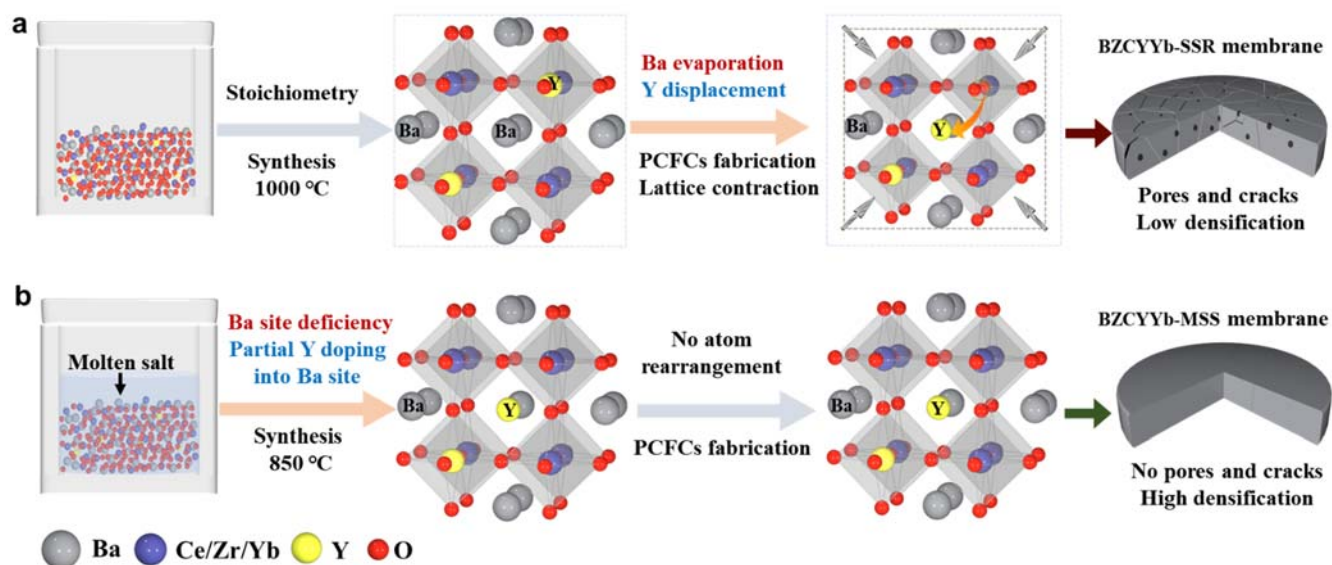 a
Stoichiometry
Synthesis
1000 °C
Y
Ba
Ba
Ba evaporation
Y displacement
PCFCs fabrication
Lattice contraction
Ba
Y
BZCYYb-SSR membrane
Pores and cracks
Low densification
b
Molten salt
Ba site deficiency
Partial Y doping
into Ba site
Synthesis
850 °C
Ba
Y
No atom
rearrangement
PCFCs fabrication
Ba
Y
BZCYYb-MSS membrane
No pores and cracks
High densification
Ba Ce/Zr/Yb Y O